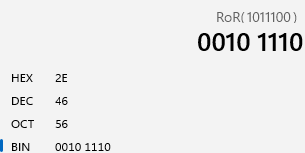 RoR( 1011100 )
0010 1110
HEX 2E
DEC 46
OCT 56
BIN 0010 1110